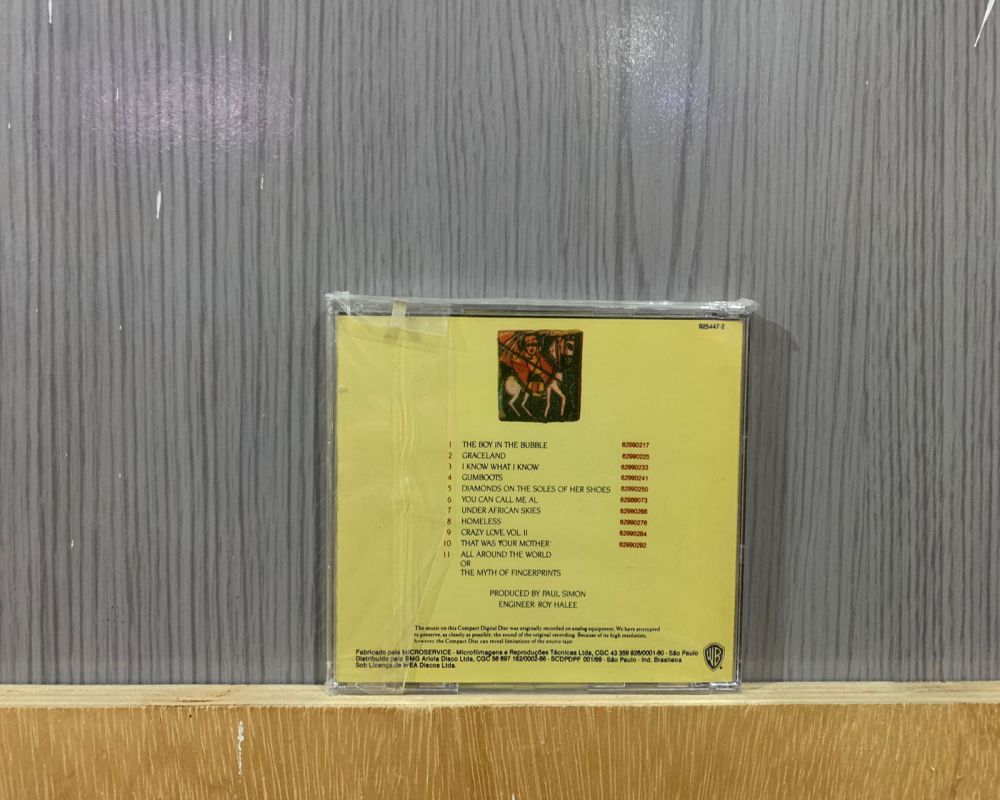 925447-2
1 THE BOY IN THE BUBBLE 62990217
2 GRACELAND 62990225
3 I KNOW WHAT I KNOW 62990233
4 GUMBOOTS 62990241
5 DIAMONDS ON THE SOLES OF HER SHOES 62990250
6 YOU CAN CALL ME AL 62989073
7 UNDER AFRICAN SKIES 62990268
8 HOMELESS 62990276
9 CRAZY LOVE, VOL. II 62990284
10 THAT WAS YOUR MOTHER 62990292
11 ALL AROUND THE WORLD
OR
THE MYTH OF FINGERPRINTS
PRODUCED BY PAUL SIMON
ENGINEER: ROY HALEE
The music on this Compact Digital Disc was originally recorded on analog equipment. We have attempted
to preserve, as closely as possible, the sound of the original recording. Because of its high resolution,
however, the Compact Disc can reveal limitations of the source tape.
Fabricado pela MICROSERVICE - Microfilmagens e Reproduções Técnicas Ltda, CGC 43 359 926/0001-90 - São Paulo
Distribuído pela BMG Ariola Disco Ltda, CGC 56 697 162/0002-66 - SCDPDPF 001/89 - São Paulo - Ind. Brasileira
Sob Licença de WEA Discos Ltda.
WB